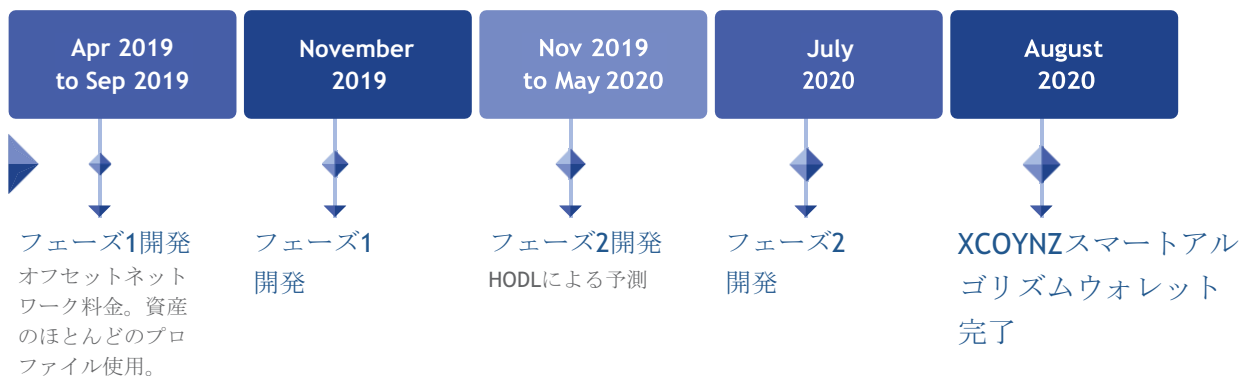 Apr 2019
to Sep 2019
November
2019
Nov 2019
to May 2020
July
2020
August
2020
フェーズ1開発
オフセットネット
ワーク料金。資産
のほとんどのプロ
ファイル使用。
フェーズ1
開発
フェーズ2開発
HODLによる予測
フェーズ2
開発
XCOYNZスマートアル
ゴリズムウォレット
完了